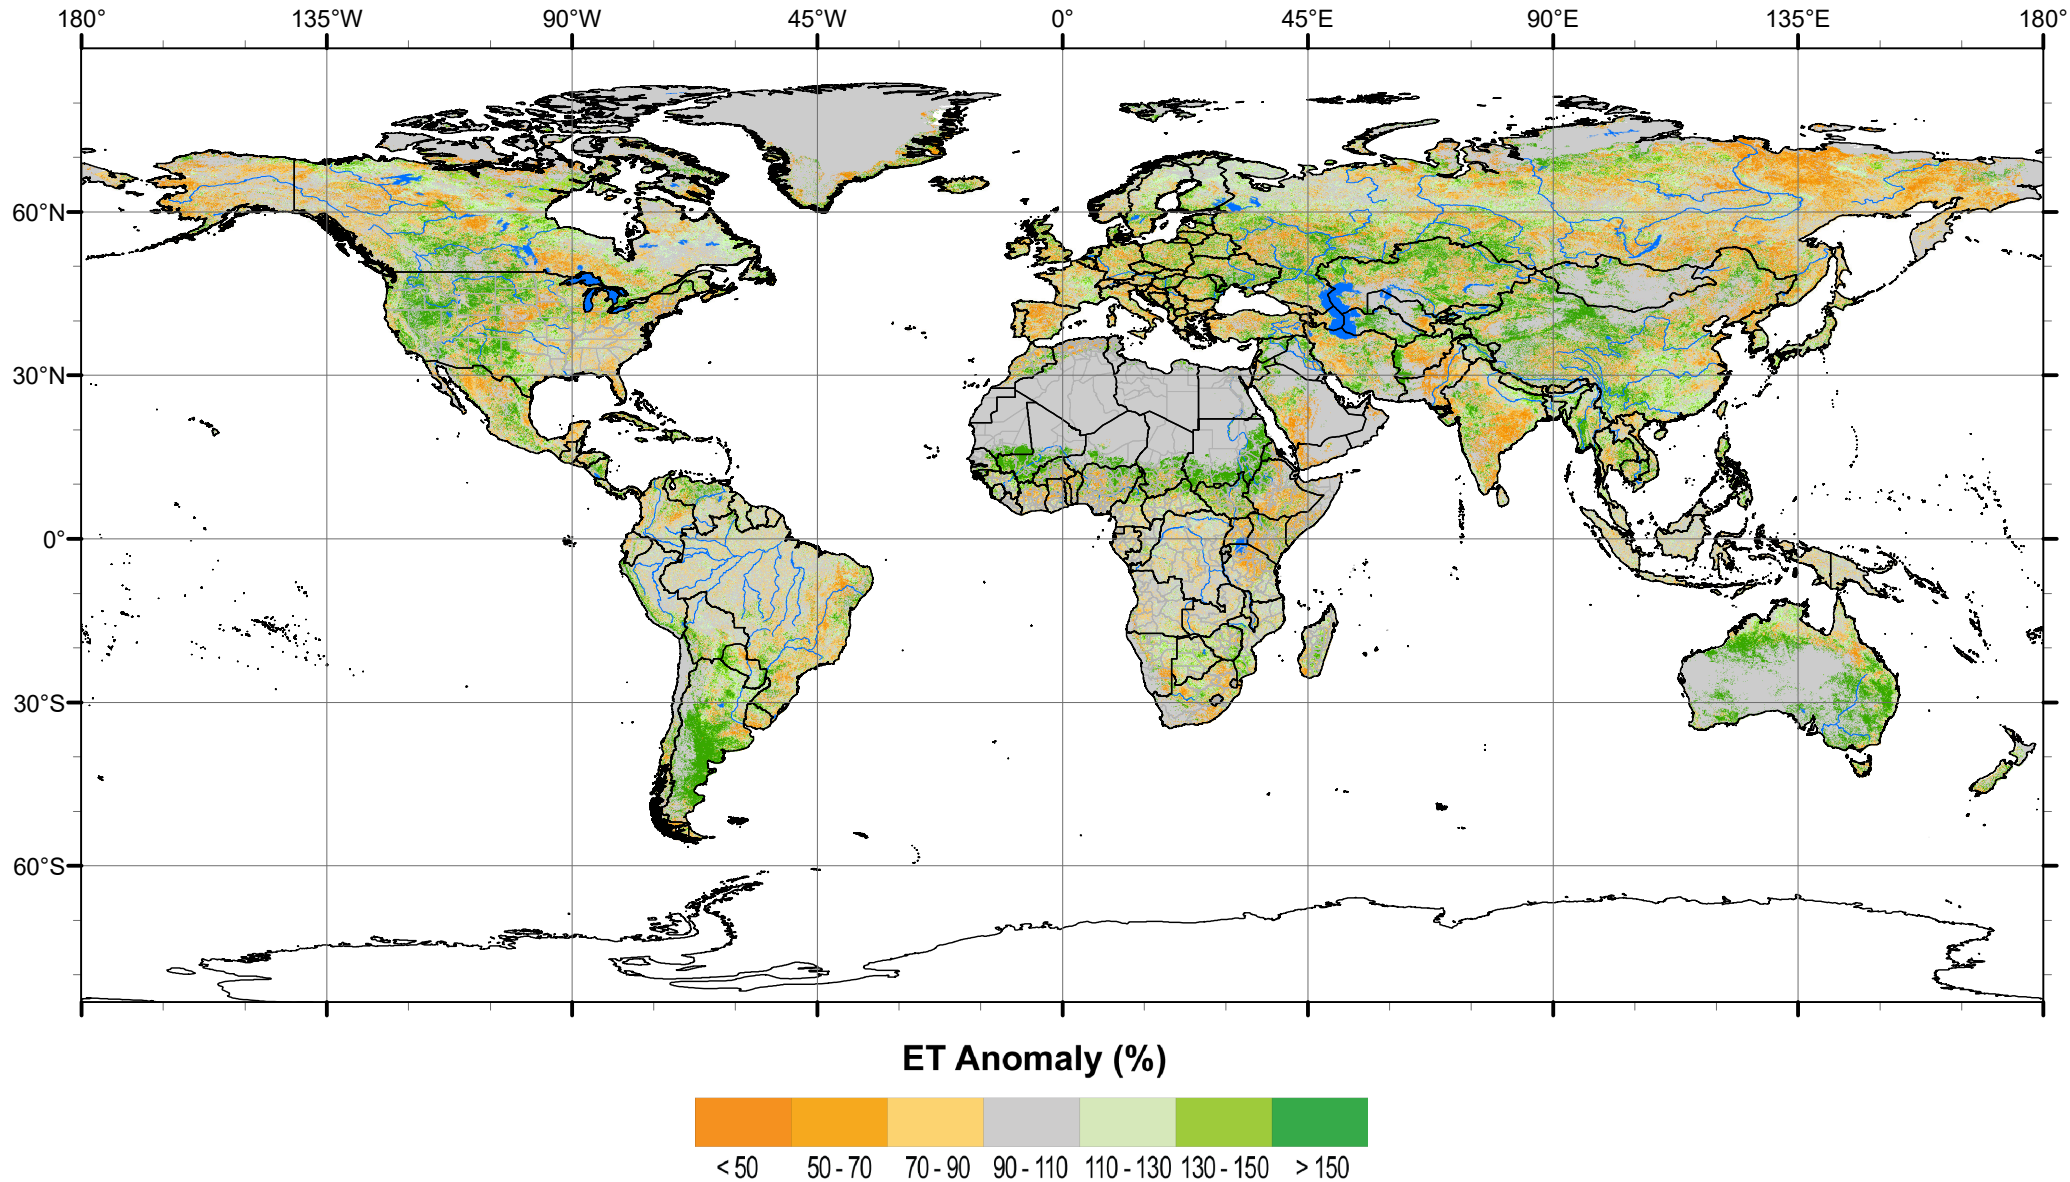 180° 135°W 90°W 45°W 0° 45°E 90°E 135°E 180°
60°N
30°N
0°
30°S
60°S
ET Anomaly (%)
< 50 50 - 70 70 - 90 90 - 110 110 - 130 130 - 150 > 150